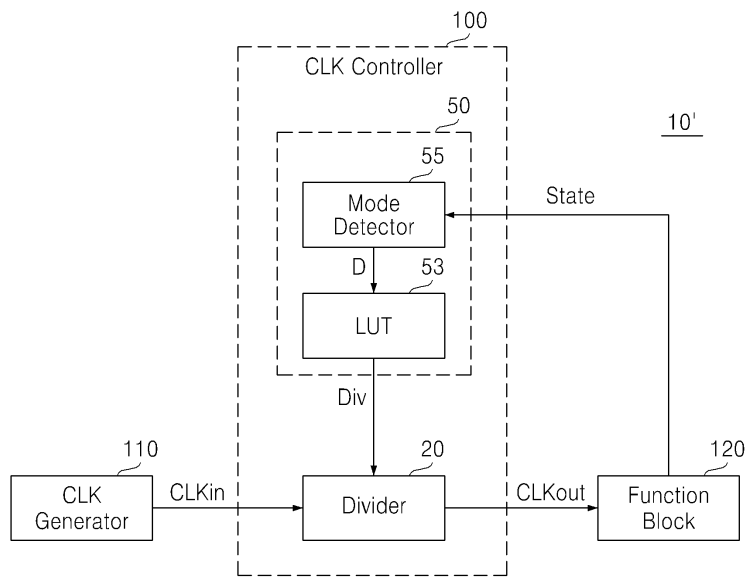 100
CLK Controller
50
10'
55
Mode
Detector
State
D
53
LUT
Div
110
20
120
CLK
Generator
CLKin
Divider
CLKout
Function
Block